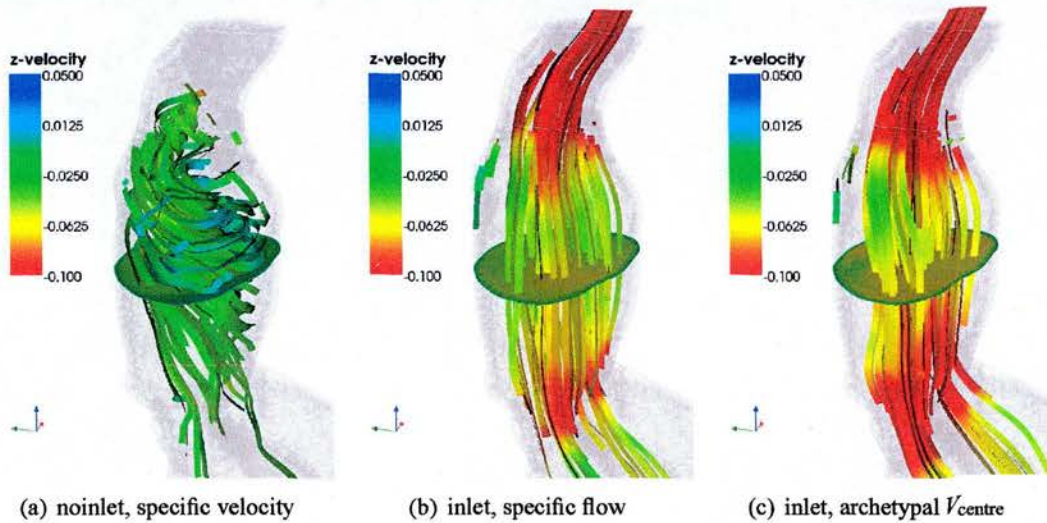 z-velocity
0.0500
0.0125
-0.0250
-0.0625
-0.100
z-velocity
0.0500
0.0125
-0.0250
-0.0625
-0.100
z-velocity
0.0500
0.0125
-0.0250
-0.0625
-0.100
(a) noinlet, specific velocity
(b) inlet, specific flow
(c) inlet, archetypal Vcentre